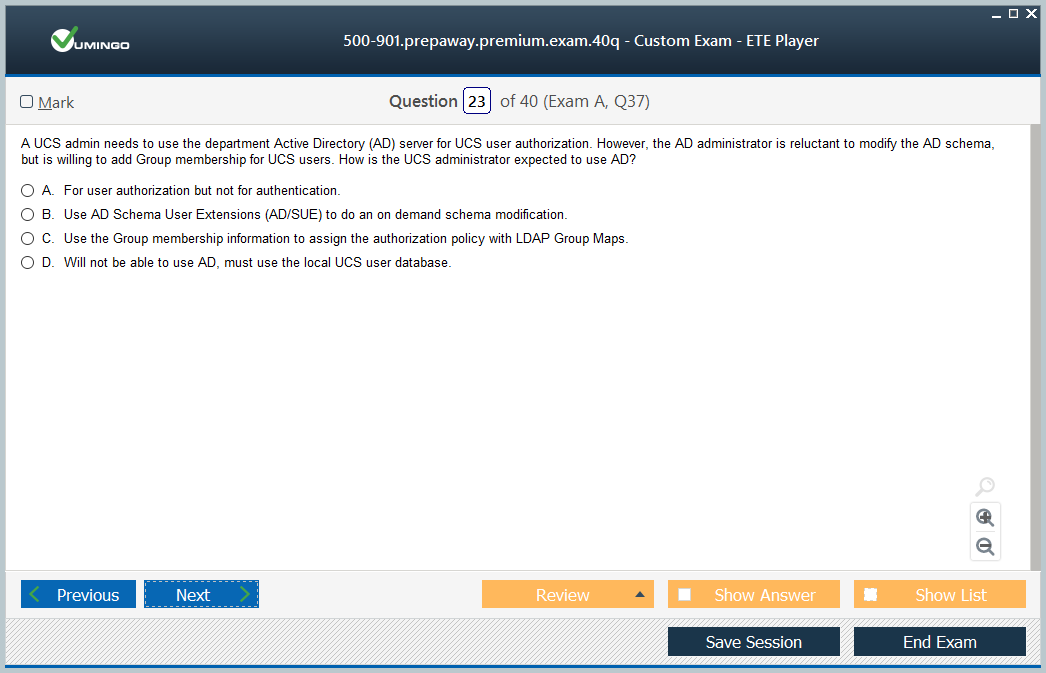 VUMINGO
500-901.prepaway.premium.exam.40q - Custom Exam - ETE Player
Mark
Question 23 of 40 (Exam A, Q37)
A UCS admin needs to use the department Active Directory (AD) server for UCS user authorization. However, the AD administrator is reluctant to modify the AD schema,
but is willing to add Group membership for UCS users. How is the UCS administrator expected to use AD?
A. For user authorization but not for authentication.
B. Use AD Schema User Extensions (AD/SUE) to do an on demand schema modification.
C. Use the Group membership information to assign the authorization policy with LDAP Group Maps.
D. Will not be able to use AD, must use the local UCS user database.
Previous
Next
Review
Show Answer
Show List
Save Session
End Exam